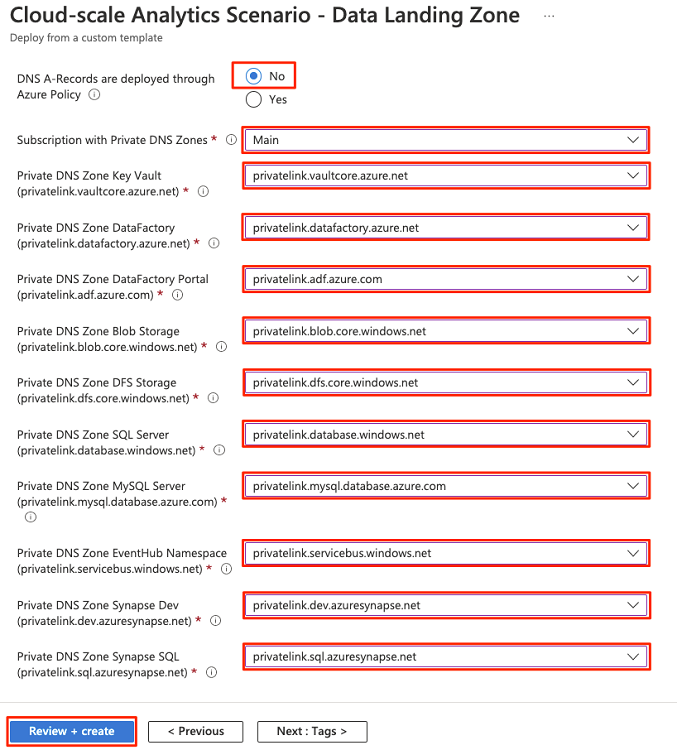 Cloud-scale Analytics Scenario - Data Landing Zone ...
Deploy from a custom template
DNS A-Records are deployed through
Azure Policy
No
Yes
Subscription with Private DNS Zones *
Main
Private DNS Zone Key Vault
(privatelink.vaultcore.azure.net) *
privatelink.vaultcore.azure.net
Private DNS Zone DataFactory
(privatelink.datafactory.azure.net) *
privatelink.datafactory.azure.net
Private DNS Zone DataFactory Portal
(privatelink.adf.azure.com) *
privatelink.adf.azure.com
Private DNS Zone Blob Storage
(privatelink.blob.core.windows.net) *
privatelink.blob.core.windows.net
Private DNS Zone DFS Storage
(privatelink.dfs.core.windows.net) *
privatelink.dfs.core.windows.net
Private DNS Zone SQL Server
(privatelink.database.windows.net) *
privatelink.database.windows.net
Private DNS Zone MySQL Server
(privatelink.mysql.database.azure.com) *
privatelink.mysql.database.azure.com
Private DNS Zone EventHub Namespace
(privatelink.servicebus.windows.net) *
privatelink.servicebus.windows.net
Private DNS Zone Synapse Dev
(privatelink.dev.azuresynapse.net) *
privatelink.dev.azuresynapse.net
Private DNS Zone Synapse SQL
(privatelink.sql.azuresynapse.net) *
privatelink.sql.azuresynapse.net
Review + create
< Previous
Next : Tags >